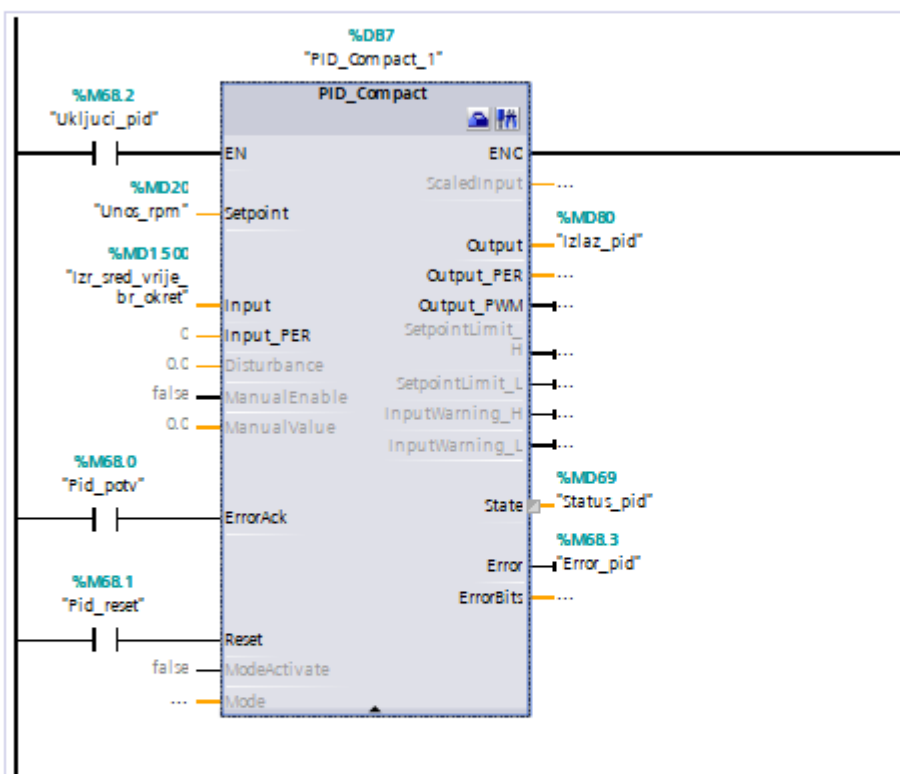 %DB7
"PID_Compact_1"
%M68.2
"Uključi_pid"
PID_Compact
EN
ENO
ScaledInput
...
%MD20
"Unos_rpm"
Setpoint
%MD80
Output
"Izlaz_pid"
%MD1500
"Izr_sred_vrije_
br_okret"
Output_PER
...
Input
Output_PWM
...
0
Input_PER
SetpointLimit_
H
...
0.0
Disturbance
SetpointLimit_L
...
false
ManualEnable
InputWarning_H
...
0.0
ManualValue
InputWarning_L
...
%M68.0
"Pid_potv"
ErrorAck
%MD69
State
"Status_pid"
%M68.3
Error
"Error_pid"
ErrorBits
...
%M68.1
"Pid_reset"
Reset
false
ModeActivate
...
Mode